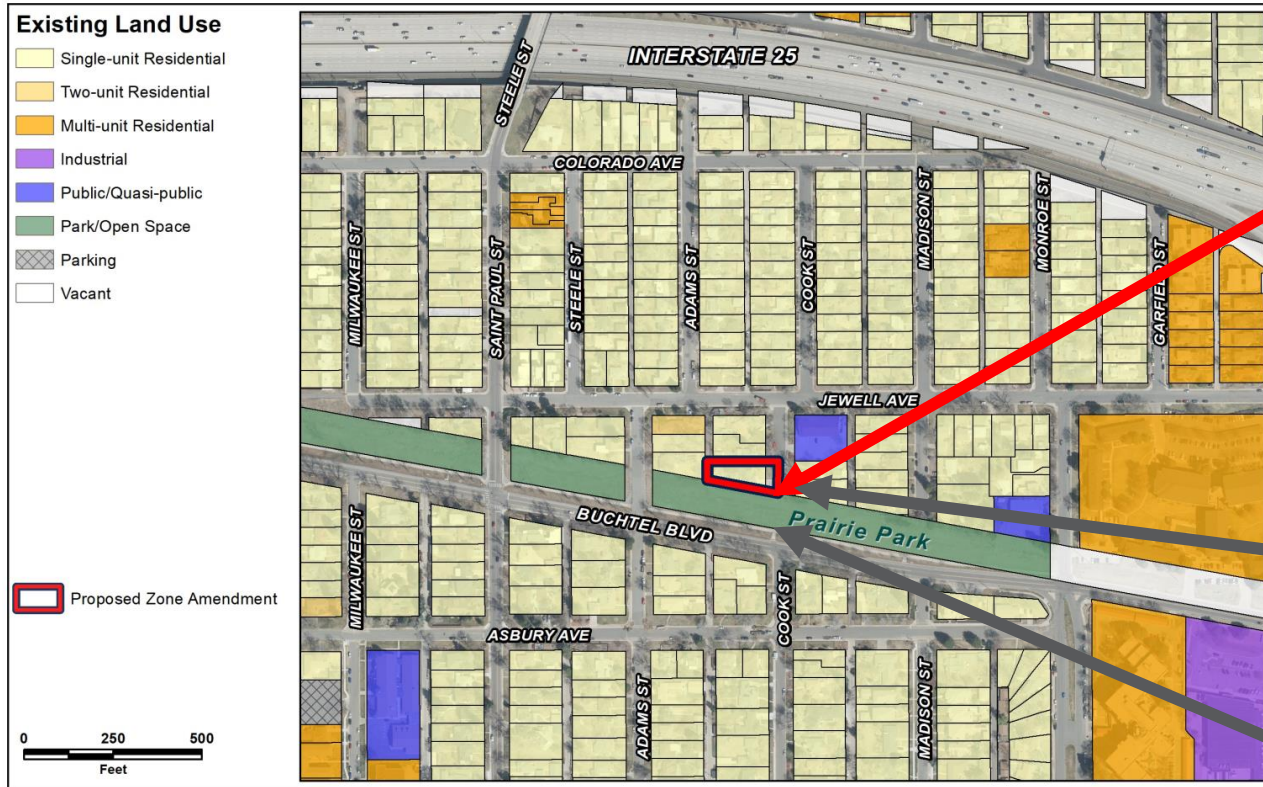 Existing Land Use
Single-unit Residential
Two-unit Residential
Multi-unit Residential
Industrial
Public/Quasi-public
Park/Open Space
Parking
Vacant
Proposed Zone Amendment
0 250 500
Feet
INTERSTATE 25
STEELE ST
COLORADO AVE
MILWAUKEE ST
SAINT PAUL ST
STEELE ST
ADAMS ST
COOK ST
MADISON ST
MONROE ST
GARFIELD ST
JEWELL AVE
BUCHTEL BLVD
Prairie Park
MILWAUKEE ST
COOK ST
ASBURY AVE
ADAMS ST
MADISON ST